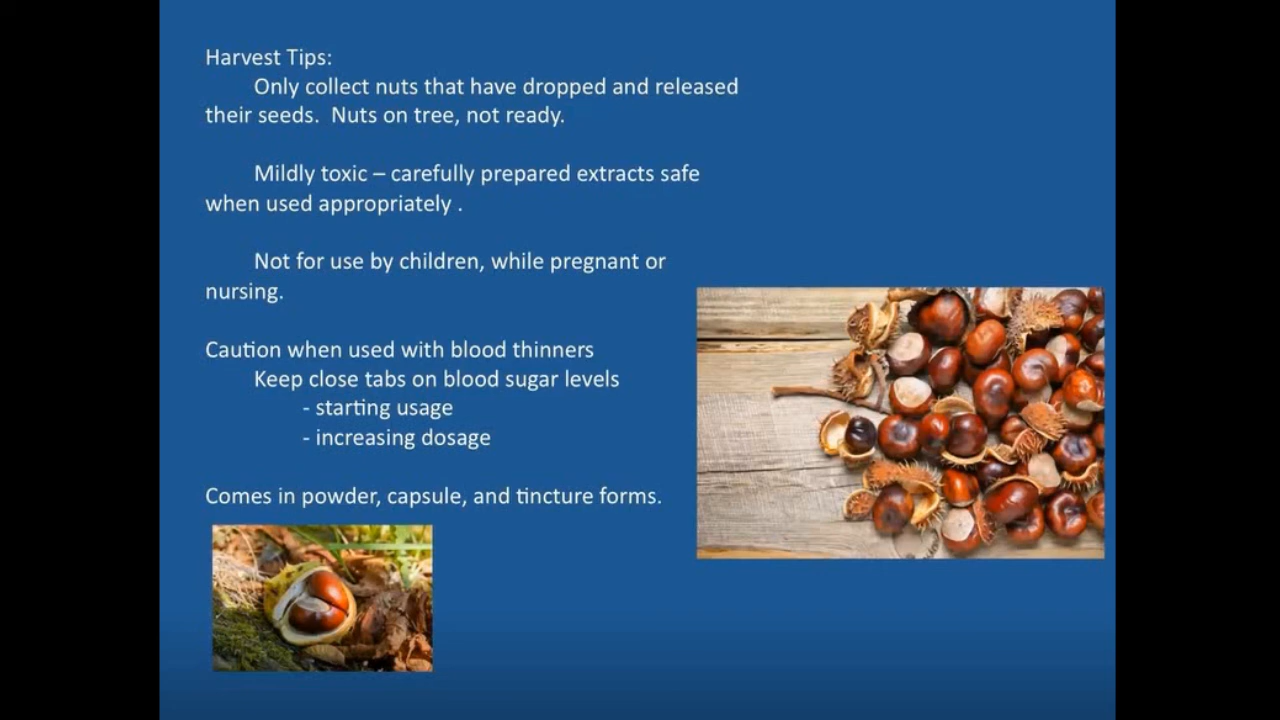 Harvest Tips:
Only collect nuts that have dropped and released
their seeds.  Nuts on tree, not ready.
Mildly toxic – carefully prepared extracts safe
when used appropriately .
Not for use by children, while pregnant or
nursing.
Caution when used with blood thinners
Keep close tabs on blood sugar levels
- starting usage
- increasing dosage
Comes in powder, capsule, and tincture forms.